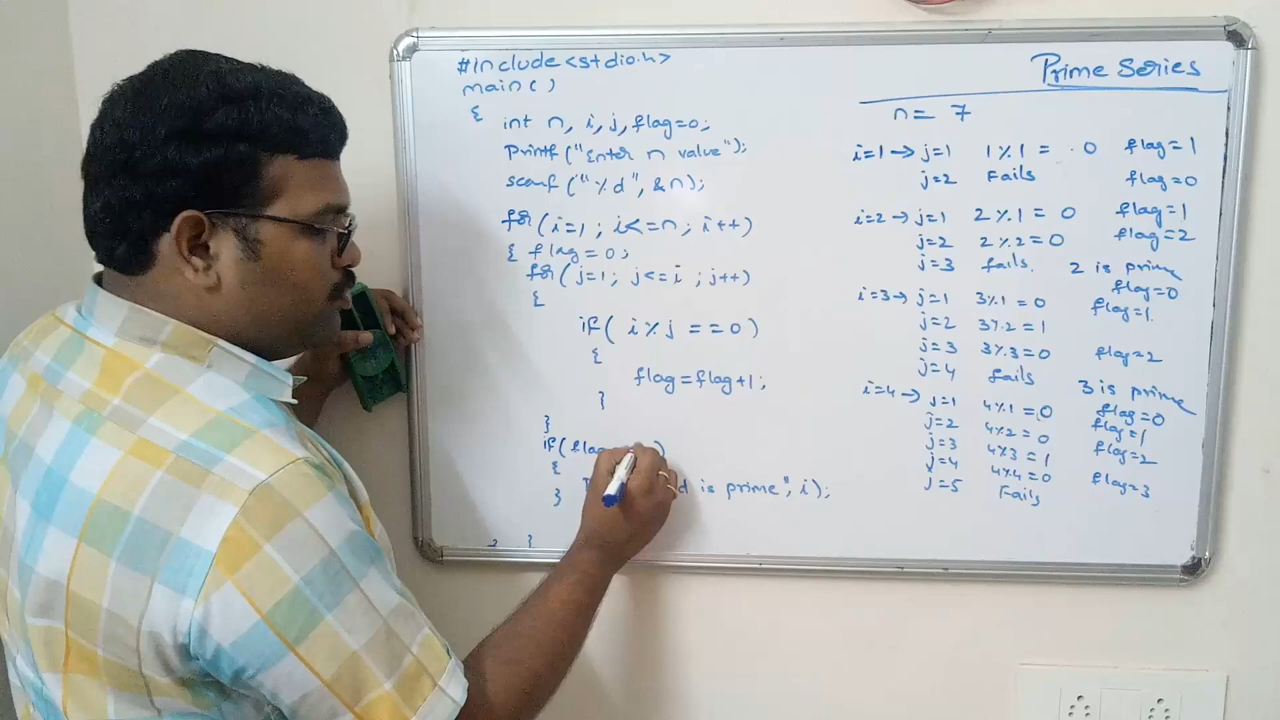 #Include<stdio.h>
main()
{
int n, i, j, flag=0;
Printf ("Enter n value");
scanf ("%d", &n);
for (i=1; i<=n; i++)
{ flag = 0;
for (j=1; j<=i ; j++)
{
if ( i % j = = 0 )
{
flag = flag+1;
}
}
if( flag )
{
} d is prime", i);
}
Prime Series
n = 7
i=1 → j=1 1%1 = 0 flag=1
j=2 Fails flag=0
i=2 → j=1 2%1 = 0 flag=1
j=2 2%2=0 flag=2
j=3 fails. 2 is prime
flag=0
i=3 → j=1 3%1=0 flag=1.
j=2 3%2=1
j=3 3%3=0 flag=2
j=4 fails 3 is prime
i=4 → j=1 4%1=0 flag=0
j=2 4%2=0 flag=1
j=3 4%3=1 flag=2
j=4 4%4=0 flag=3
j=5 Fails